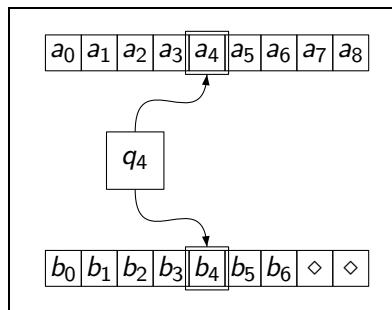 a₀ a₁ a₂ a₃ a₄ a₅ a₆ a₇ a₈
q₄
b₀ b₁ b₂ b₃ b₄ b₅ b₆ ⋄ ⋄